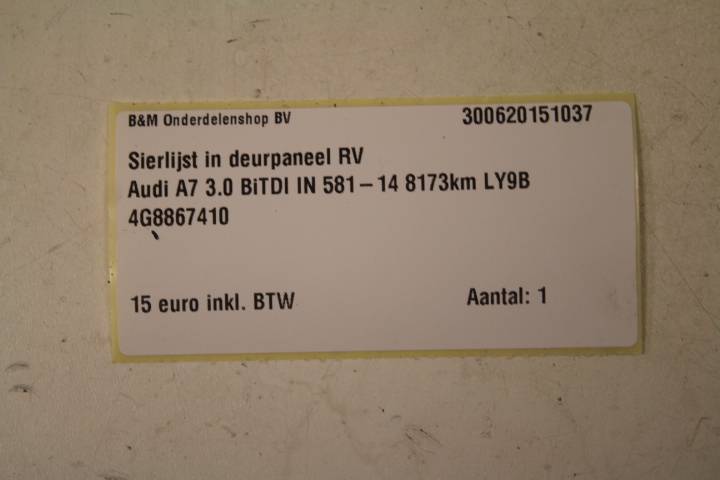 B&M Onderdelenshop BV 300620151037
Sierlijst in deurpaneel RV
Audi A7 3.0 BiTDI IN 581-14 8173km LY9B
4G8867410
15 euro inkl. BTW Aantal: 1